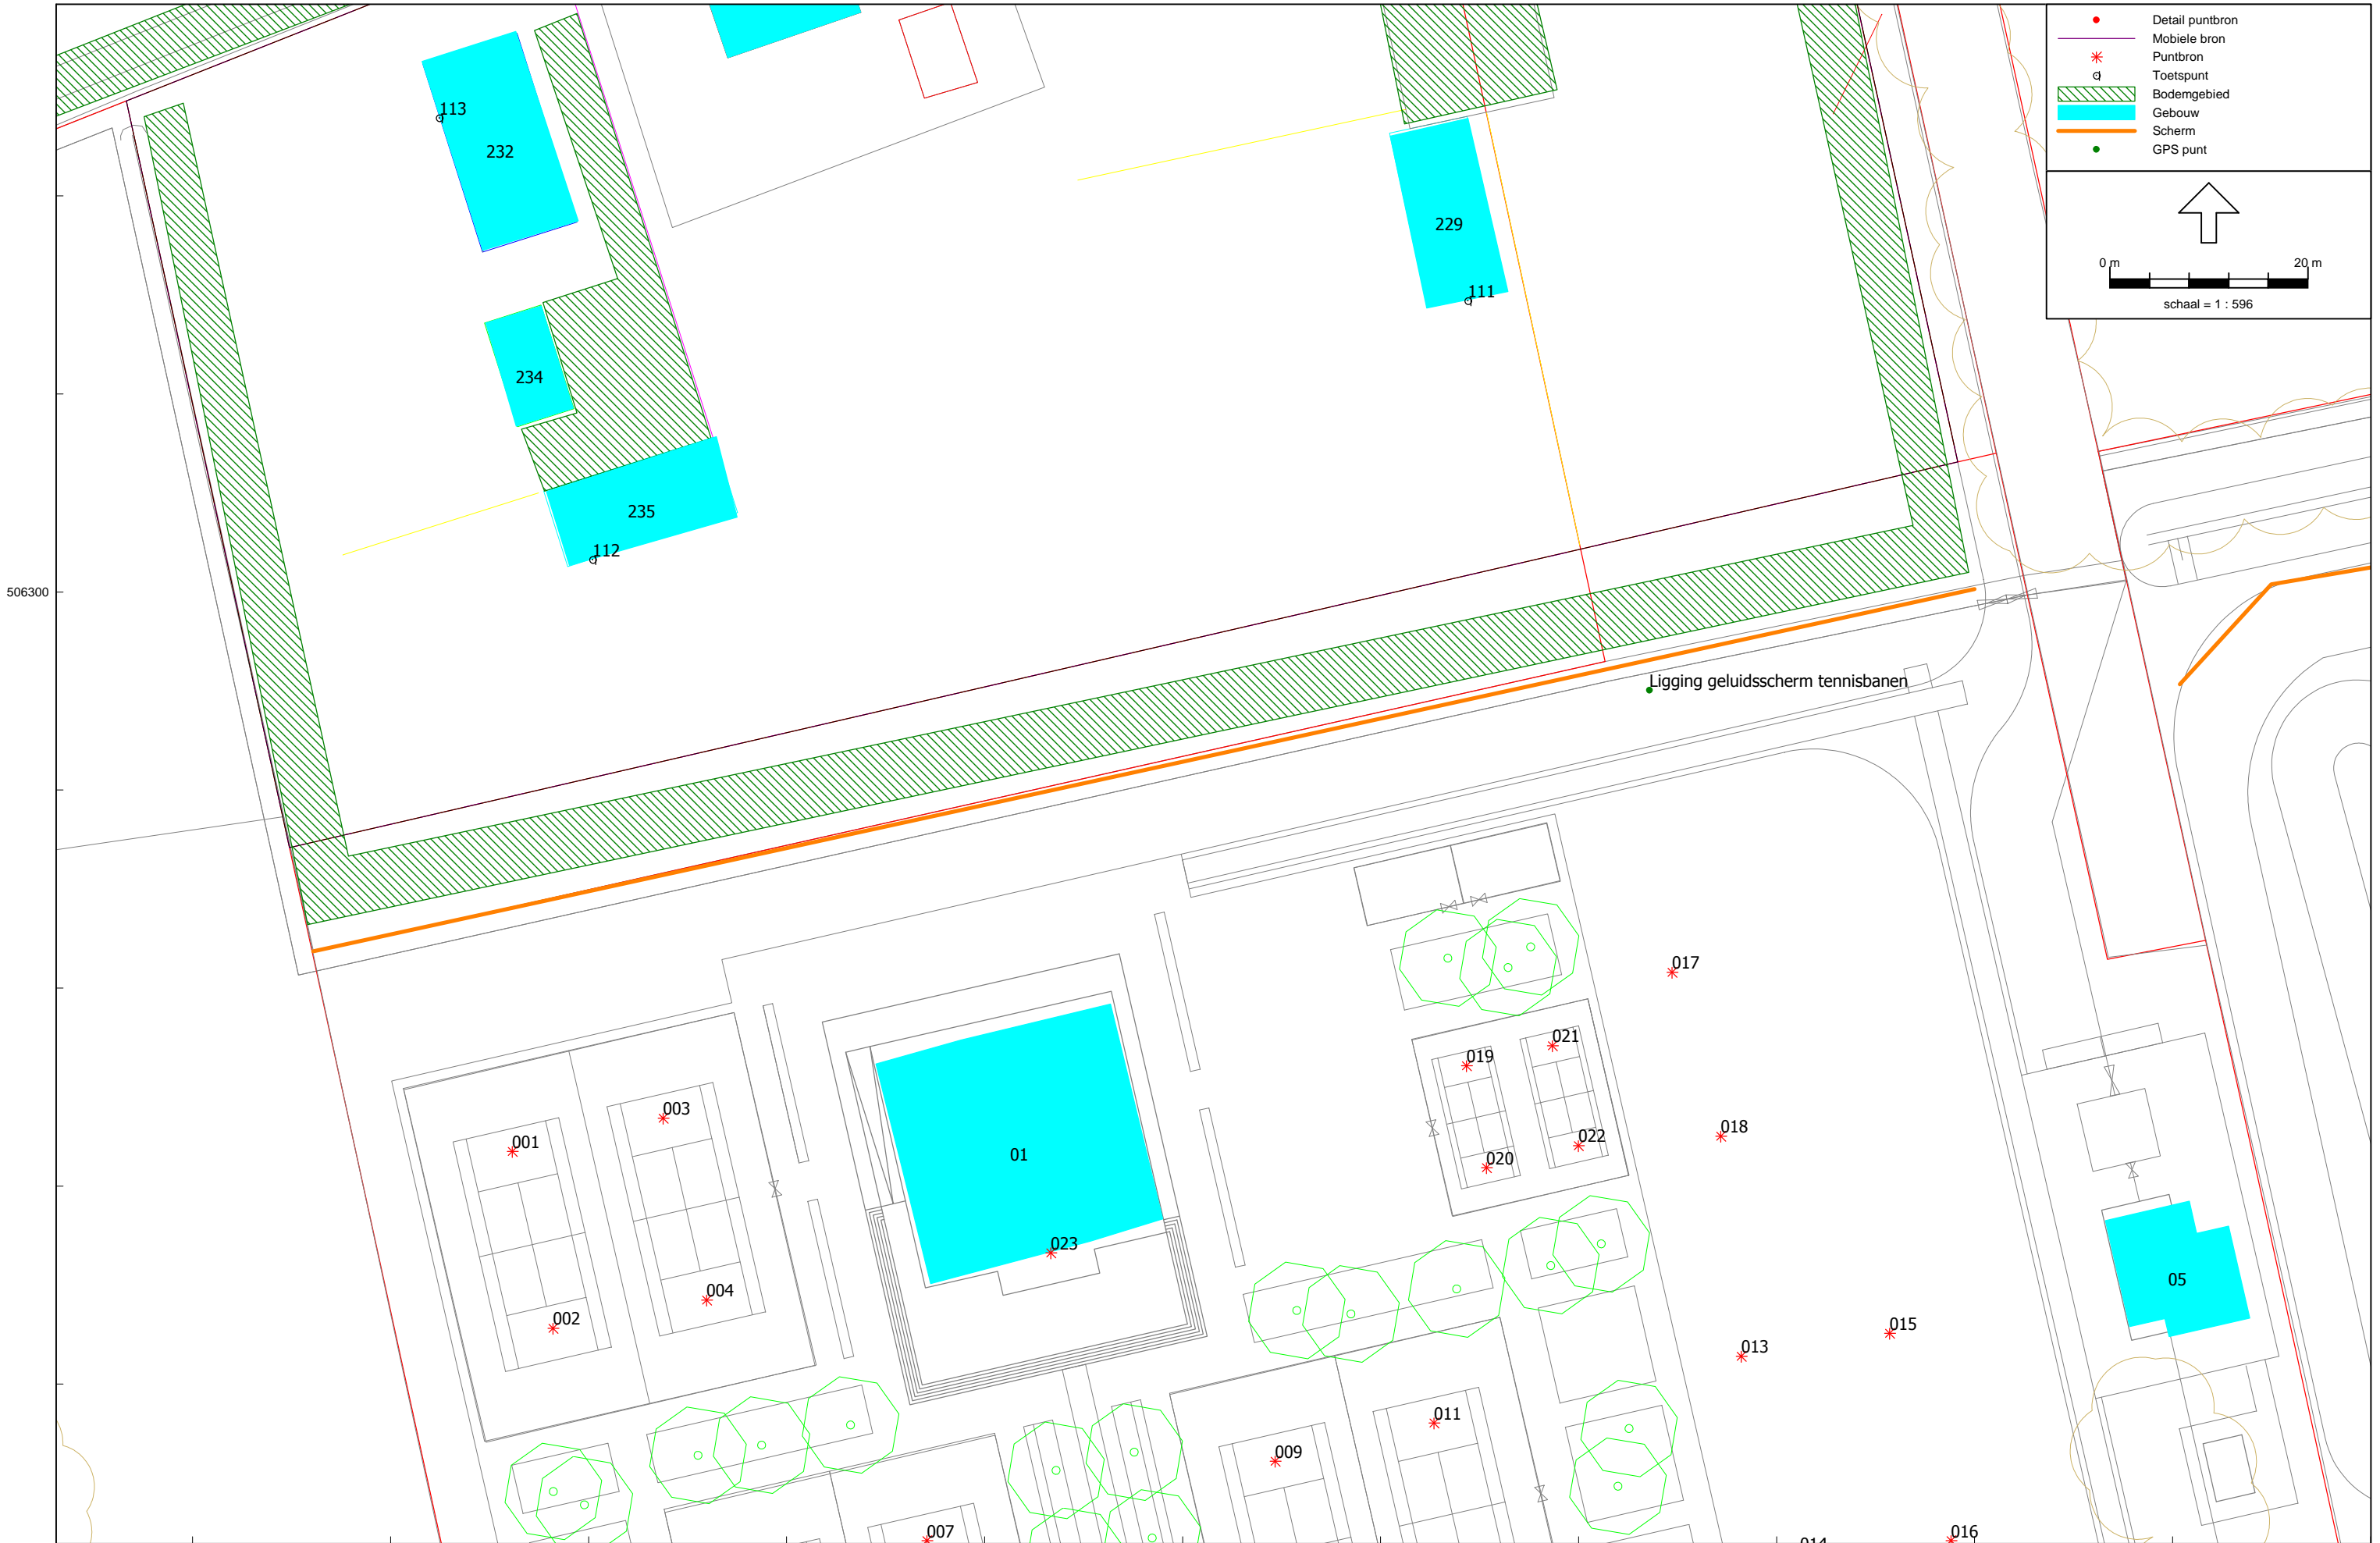 Detail puntbron
Mobiele bron
Puntbron
Toetspunt
Bodemgebied
Gebouw
Scherm
GPS punt
0 m 20 m
schaal = 1 : 596
113
232
229
111
234
235
112
506300
Ligging geluidsscherm tennisbanen
017
019
021
003
001
018
01
022
020
023
05
004
002
015
013
011
009
007
016
014